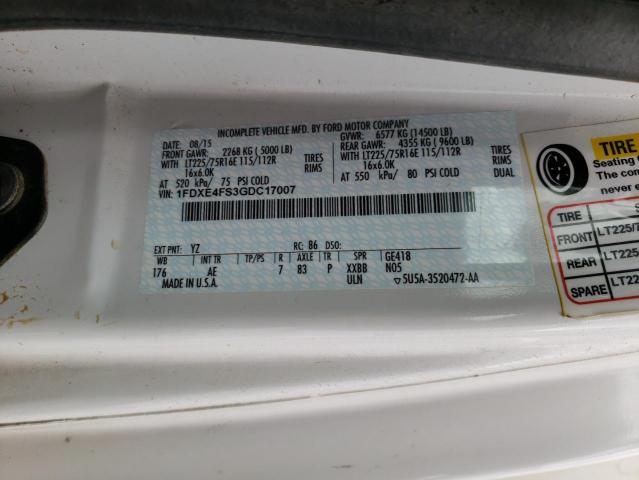 INCOMPLETE VEHICLE MFD. BY FORD MOTOR COMPANY
DATE: 08/15 GVWR: 6577 KG (14500 LB)
FRONT GAWR: 2268 KG ( 5000 LB) REAR GAWR: 4355 KG ( 9600 LB)
WITH LT225/75R16E 115/112R TIRES WITH LT225/75R16E 115/112R TIRES
16x6.0K RIMS 16x6.0K RIMS
AT 520 kPa/ 75 PSI COLD AT 550 kPa/ 80 PSI COLD DUAL
1FDXE4FS3GDC17007
EXT PNT: YZ RC: 86 DSO:
WB INT TR TP/PS R AXLE TR SPR GE418
176 AE 7 83 P XXBB N05
MADE IN U.S.A. ULN 5U5A-3520472-AA
TIRE
Seating
The com
cargo
TIRE
FRONT LT225/7
REAR LT225
SPARE LT22